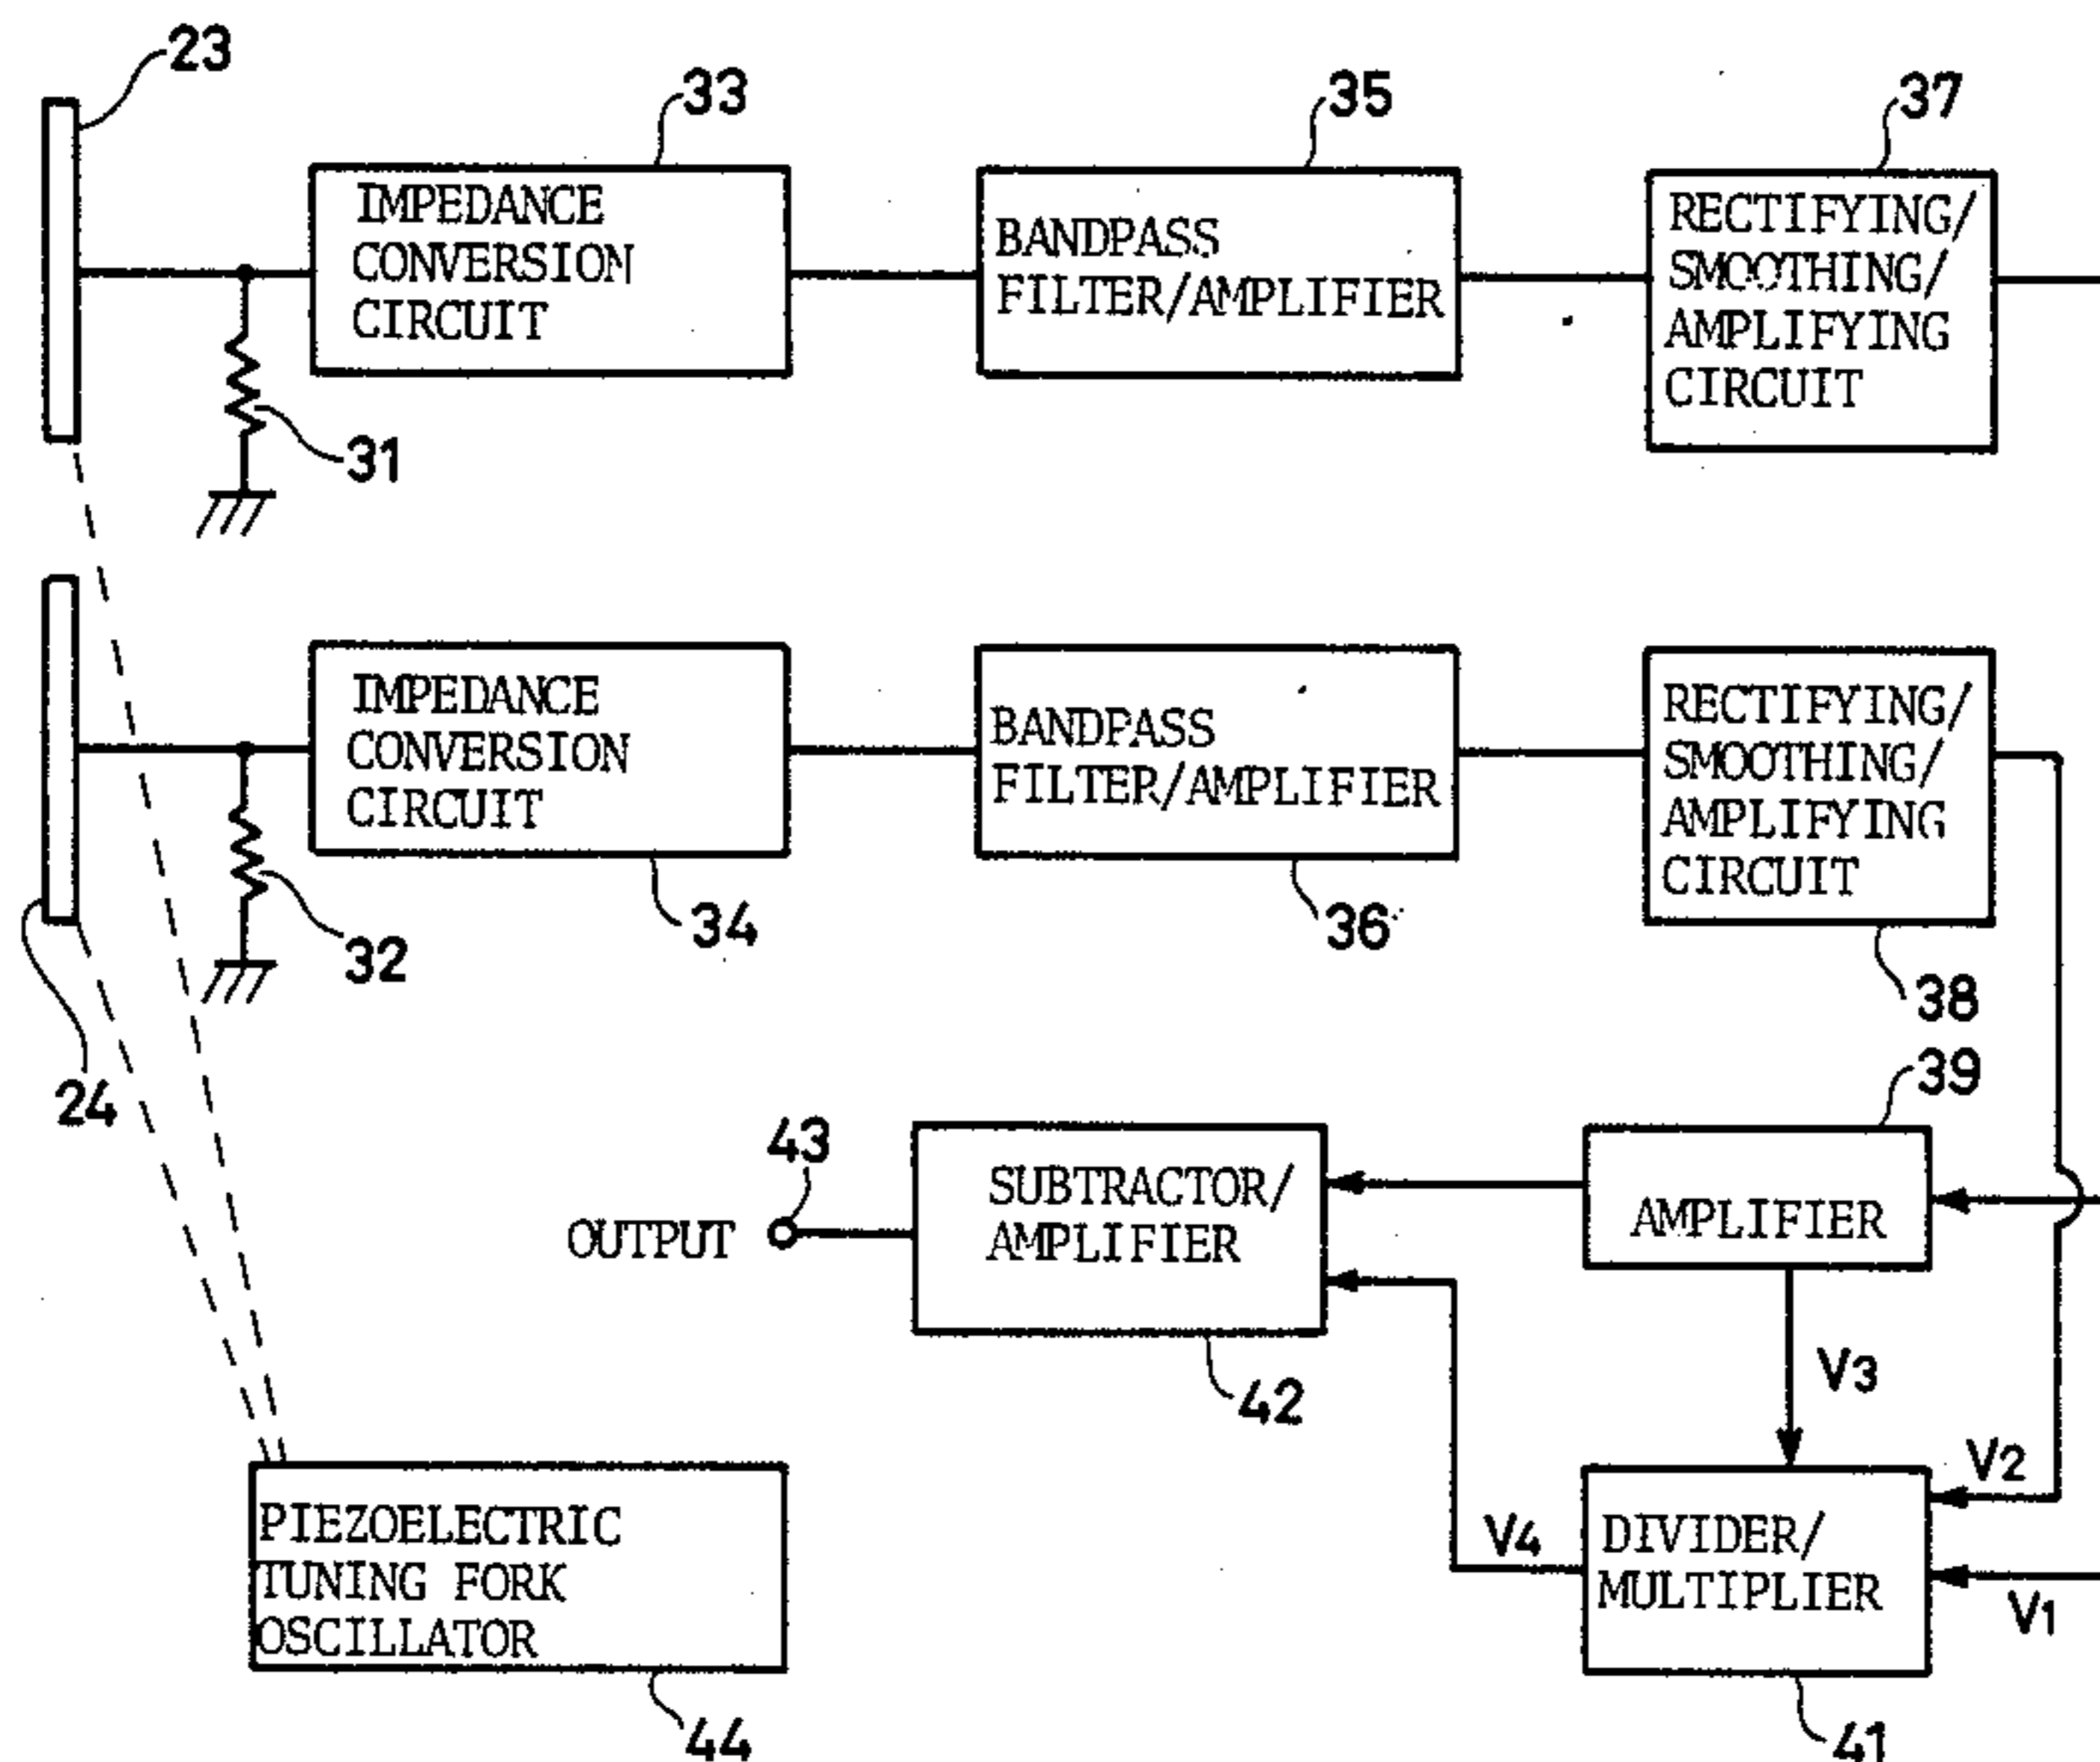 23
33
35
37
IMPEDANCE
CONVERSION
CIRCUIT
BANDPASS
FILTER/AMPLIFIER
RECTIFYING/
SMOOTHING/
AMPLIFYING
CIRCUIT
31
IMPEDANCE
CONVERSION
CIRCUIT
BANDPASS
FILTER/AMPLIFIER
RECTIFYING/
SMOOTHING/
AMPLIFYING
CIRCUIT
32
34
36
38
24
39
43
OUTPUT
SUBTRACTOR/
AMPLIFIER
AMPLIFIER
42
V3
V2
PIEZOELECTRIC
TUNING FORK
OSCILLATOR
V4
DIVIDER/
MULTIPLIER
V1
44
41